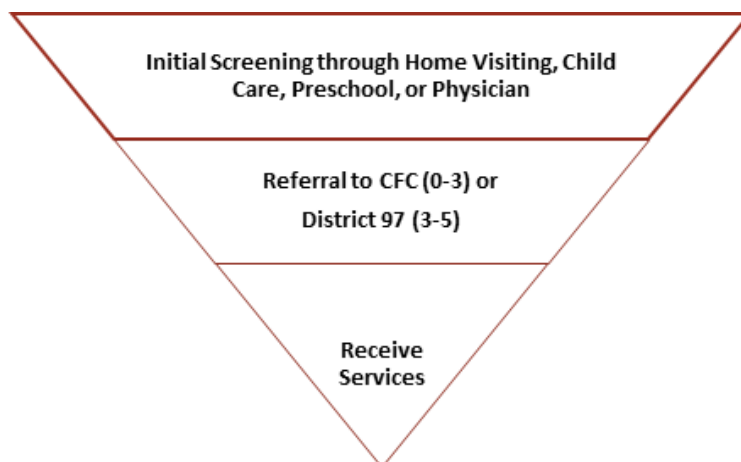 Initial Screening through Home Visiting, Child
Care, Preschool, or Physician
Referral to CFC (0-3) or
District 97 (3-5)
Receive
Services